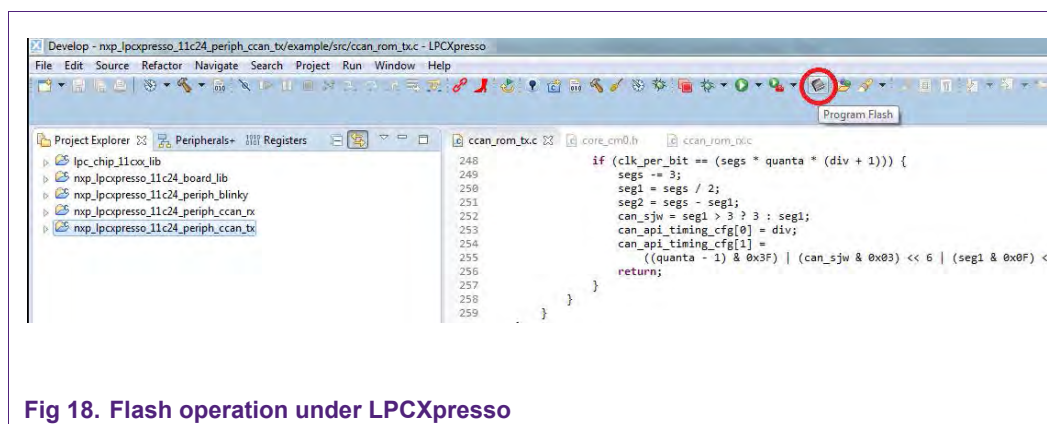 Develop - nxp_lpcxpresso_11c24_periph_ccan_tx/example/src/ccan_rom_tx.c - LPCXpresso
File Edit Source Refactor Navigate Search Project Run Window Help
Program Flash
Project Explorer Peripherals+ Registers
ccan_rom_tx.c core_cm0.h ccan_rom_rx.c
lpc_chip_11cxx_lib
nxp_lpcxpresso_11c24_board_lib
nxp_lpcxpresso_11c24_periph_blinky
nxp_lpcxpresso_11c24_periph_ccan_rx
nxp_lpcxpresso_11c24_periph_ccan_tx
248 if (clk_per_bit == (segs * quanta * (div + 1))) {
249 segs -= 3;
250 seg1 = segs / 2;
251 seg2 = segs - seg1;
252 can_sjw = seg1 > 3 ? 3 : seg1;
253 can_api_timing_cfg[0] = div;
254 can_api_timing_cfg[1] =
255 ((quanta - 1) & 0x3F) | (can_sjw & 0x03) << 6 | (seg1 & 0x0F) <
256 return;
257 }
258 }
259 }
Fig 18. Flash operation under LPCXpresso